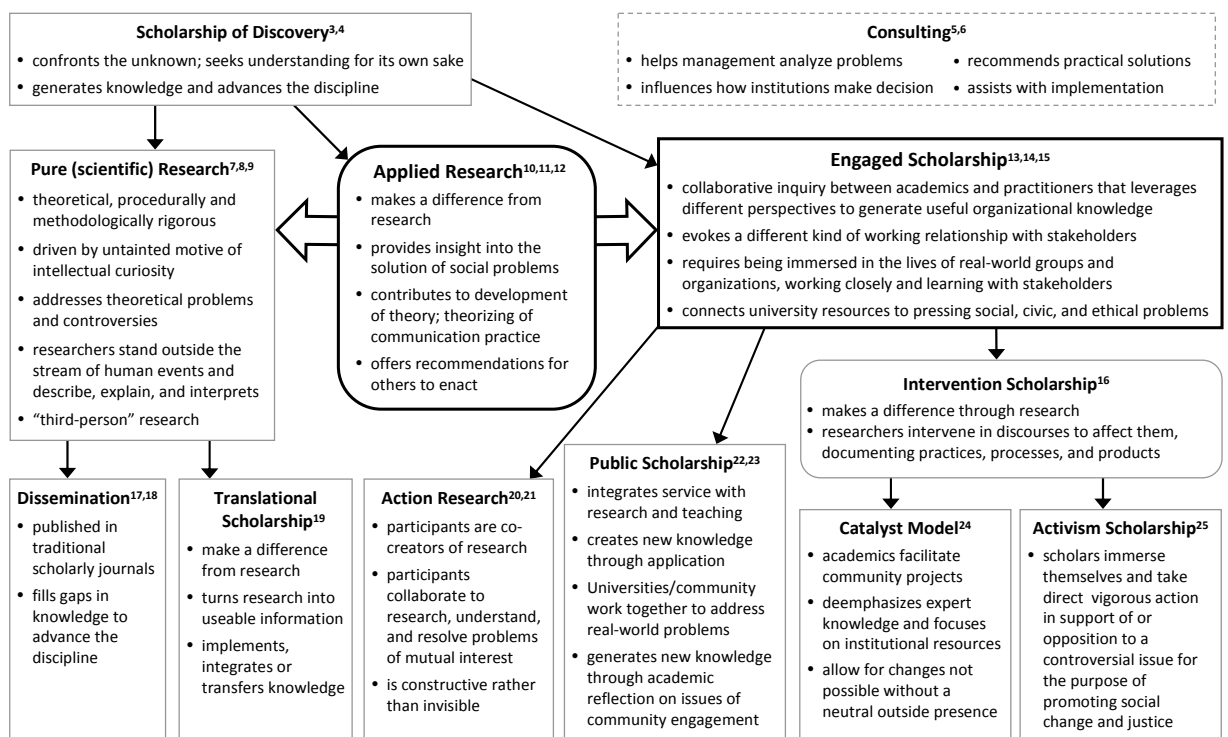 Scholarship of Discovery3,4
• confronts the unknown; seeks understanding for its own sake
• generates knowledge and advances the discipline
Consulting5,6
• helps management analyze problems
• influences how institutions make decision
• recommends practical solutions
• assists with implementation
Pure (scientific) Research7,8,9
• theoretical, procedurally and
methodologically rigorous
• driven by untainted motive of
intellectual curiosity
• addresses theoretical problems
and controversies
• researchers stand outside the
stream of human events and
describe, explain, and interprets
• “third-person” research
Applied Research10,11,12
• makes a difference from
research
• provides insight into the
solution of social problems
• contributes to development
of theory; theorizing of
communication practice
• offers recommendations for
others to enact
Engaged Scholarship13,14,15
• collaborative inquiry between academics and practitioners that leverages
different perspectives to generate useful organizational knowledge
• evokes a different kind of working relationship with stakeholders
• requires being immersed in the lives of real-world groups and
organizations, working closely and learning with stakeholders
• connects university resources to pressing social, civic, and ethical problems
Intervention Scholarship16
• makes a difference through research
• researchers intervene in discourses to affect them,
documenting practices, processes, and products
Dissemination17,18
• published in
traditional
scholarly journals
• fills gaps in
knowledge to
advance the
discipline
Translational
Scholarship19
• make a difference
from research
• turns research into
useable information
• implements,
integrates or
transfers knowledge
Action Research20,21
• participants are co-
creators of research
• participants
collaborate to
research, understand,
and resolve problems
of mutual interest
• is constructive rather
than invisible
Public Scholarship22,23
• integrates service with
research and teaching
• creates new knowledge
through application
• Universities/community
work together to address
real-world problems
• generates new knowledge
through academic
reflection on issues of
community engagement
Catalyst Model24
• academics facilitate
community projects
• deemphasizes expert
knowledge and focuses
on institutional resources
• allow for changes not
possible without a
neutral outside presence
Activism Scholarship25
• scholars immerse
themselves and take
direct vigorous action
in support of or
opposition to a
controversial issue for
the purpose of
promoting social
change and justice